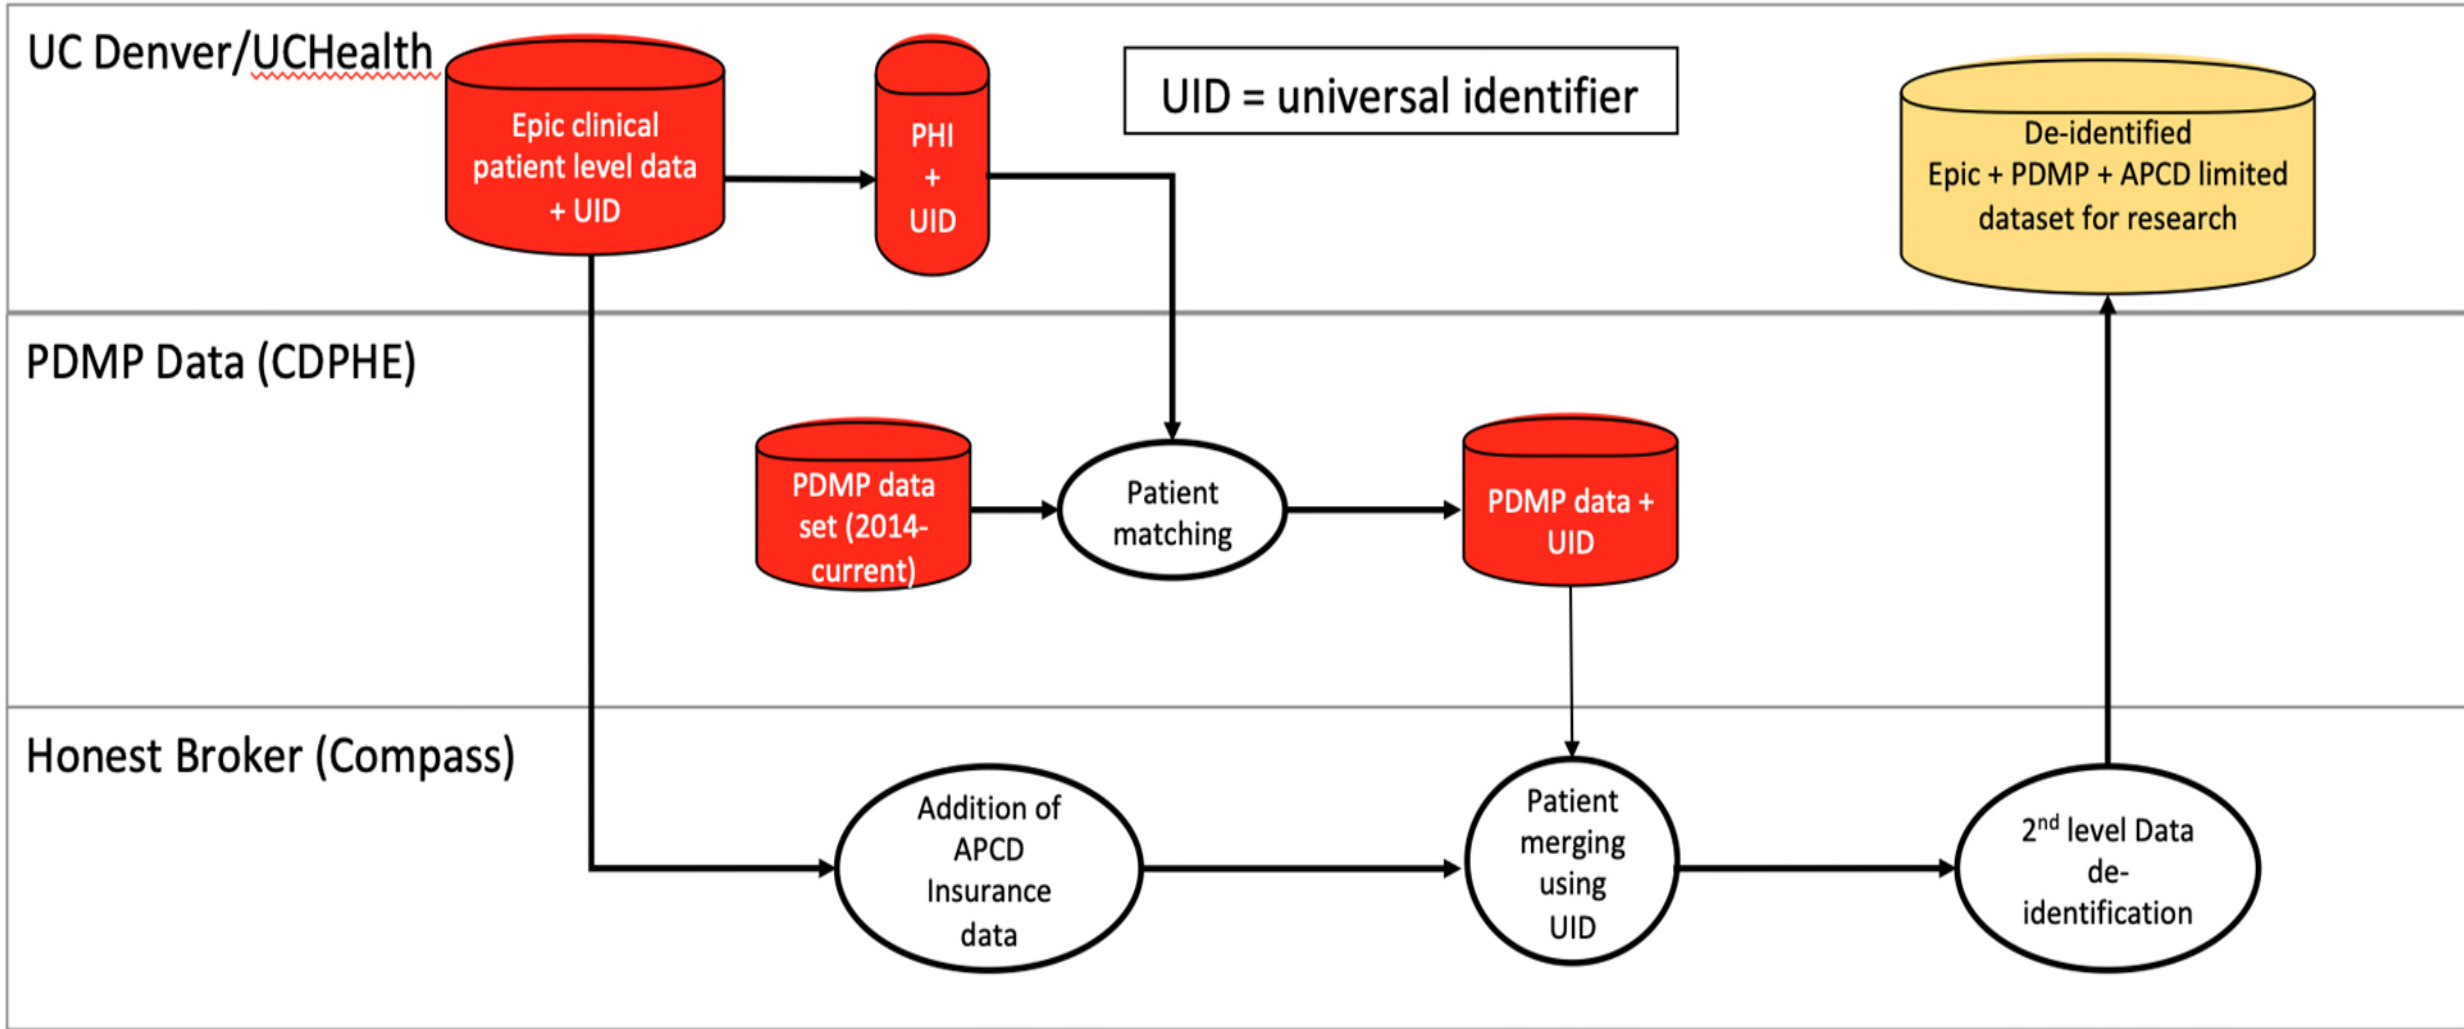 UC Denver/UCHealth
Epic clinical
patient level data
+ UID
PHI
+
UID
UID = universal identifier
De-identified
Epic + PDMP + APCD limited
dataset for research
PDMP Data (CDPHE)
PDMP data
set (2014-
current)
Patient
matching
PDMP data +
UID
Honest Broker (Compass)
Addition of
APCD
Insurance
data
Patient
merging
using
UID
2nd level Data
de-
identification